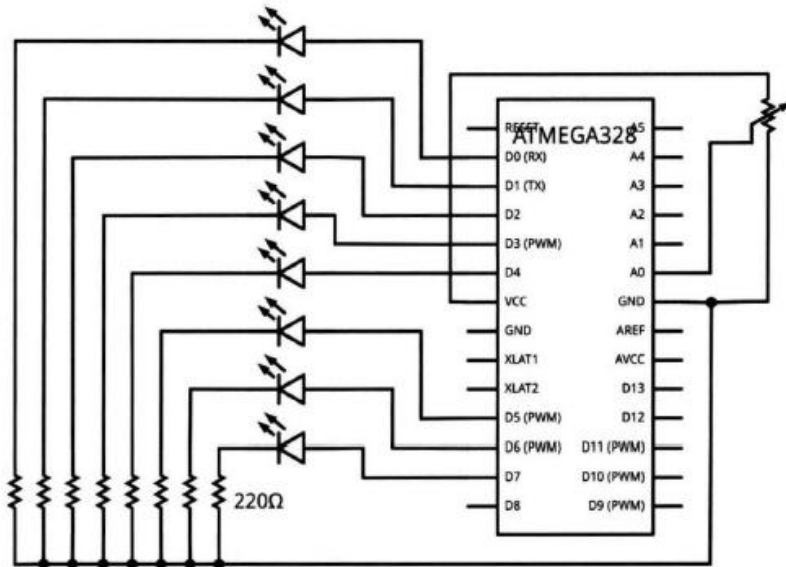 ATMEGA328
RESET
D0 (RX)
D1 (TX)
D2
D3 (PWM)
D4
VCC
GND
XLAT1
XLAT2
D5 (PWM)
D6 (PWM)
D7
D8
A5
A4
A3
A2
A1
A0
GND
AREF
AVCC
D13
D12
D11 (PWM)
D10 (PWM)
D9 (PWM)
220Ω